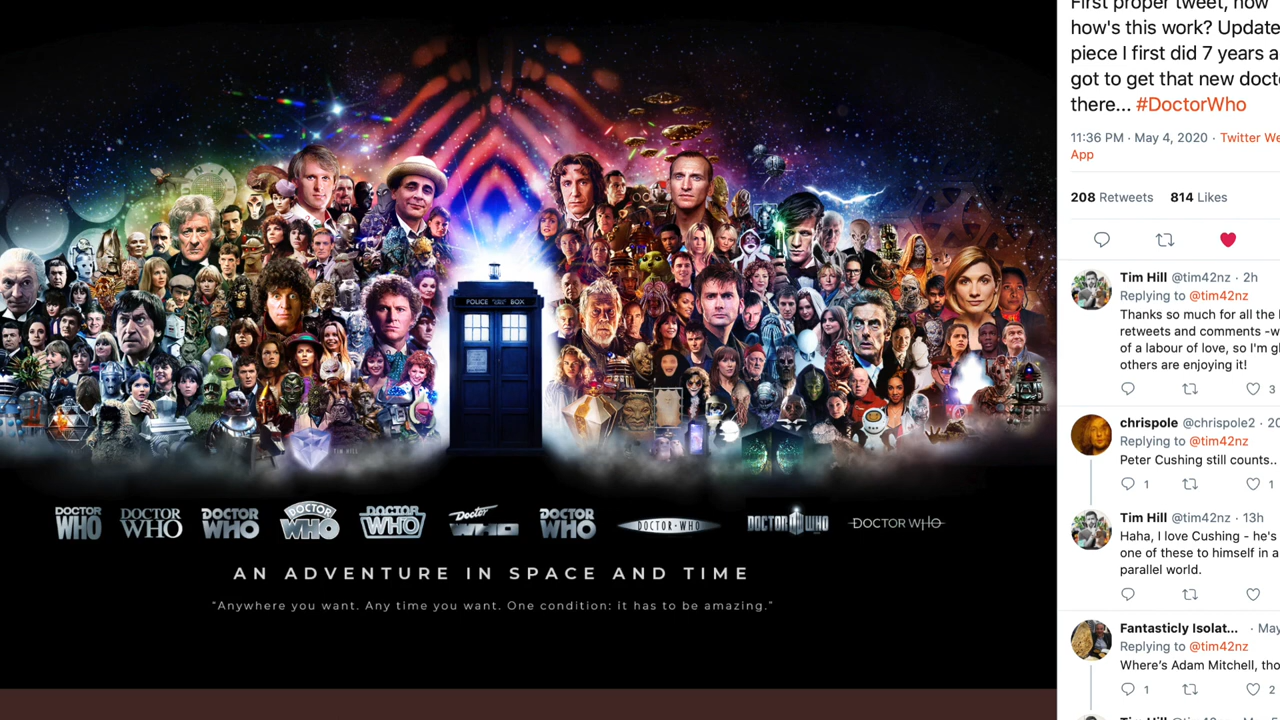 POLICE BOX
TIM HILL
DOCTOR WHO
DOCTOR WHO
DOCTOR WHO
DOCTOR WHO
DOCTOR WHO
DOCTOR WHO
DOCTOR WHO
DOCTOR·WHO
DOCTOR WHO
DOCTOR WHO
AN ADVENTURE IN SPACE AND TIME
"Anywhere you want. Any time you want. One condition: it has to be amazing."
First proper tweet, how
how's this work? Update
piece I first did 7 years a
got to get that new docto
there... #DoctorWho
11:36 PM · May 4, 2020 · Twitter We
App
208 Retweets 814 Likes
Tim Hill @tim42nz · 2h
Replying to @tim42nz
Thanks so much for all the l
retweets and comments -w
of a labour of love, so I'm gl
others are enjoying it!
3
chrispole @chrispole2 · 20
Replying to @tim42nz
Peter Cushing still counts..
1 1
Tim Hill @tim42nz · 13h
Haha, I love Cushing - he's
one of these to himself in a
parallel world.
Fantasticly Isolat... · May
Replying to @tim42nz
Where's Adam Mitchell, tho
1 2